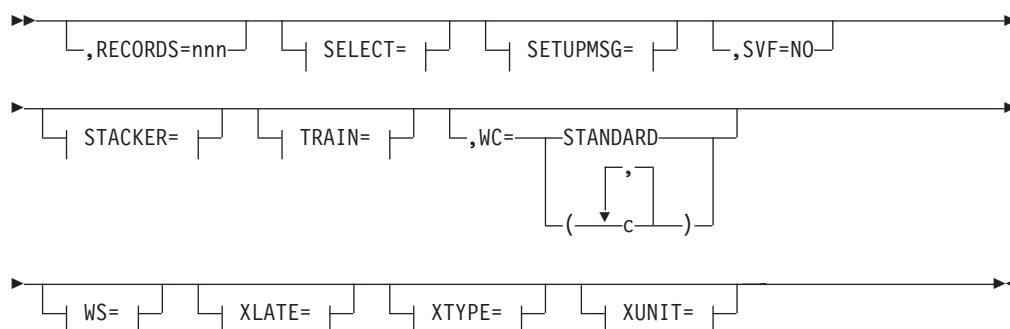 ,RECORDS=nnn SELECT= SETUPMSG= ,SVF=NO
STACKER= TRAIN= ,WC= STANDARD
,
( c )
WS= XLATE= XTYPE= XUNIT=